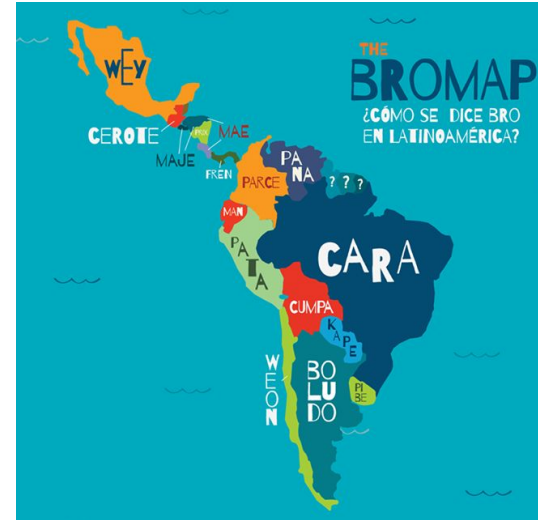 THE
BROMAP
¿CÓMO SE DICE BRO
EN LATINOAMÉRICA?
WEY
CEROTE
MAJE
MAE
FREN
PANA
PARCE
? ? ?
MAN
PATA
CARA
CUMPA
KAPE
WEON
BOLUDO
PIBE